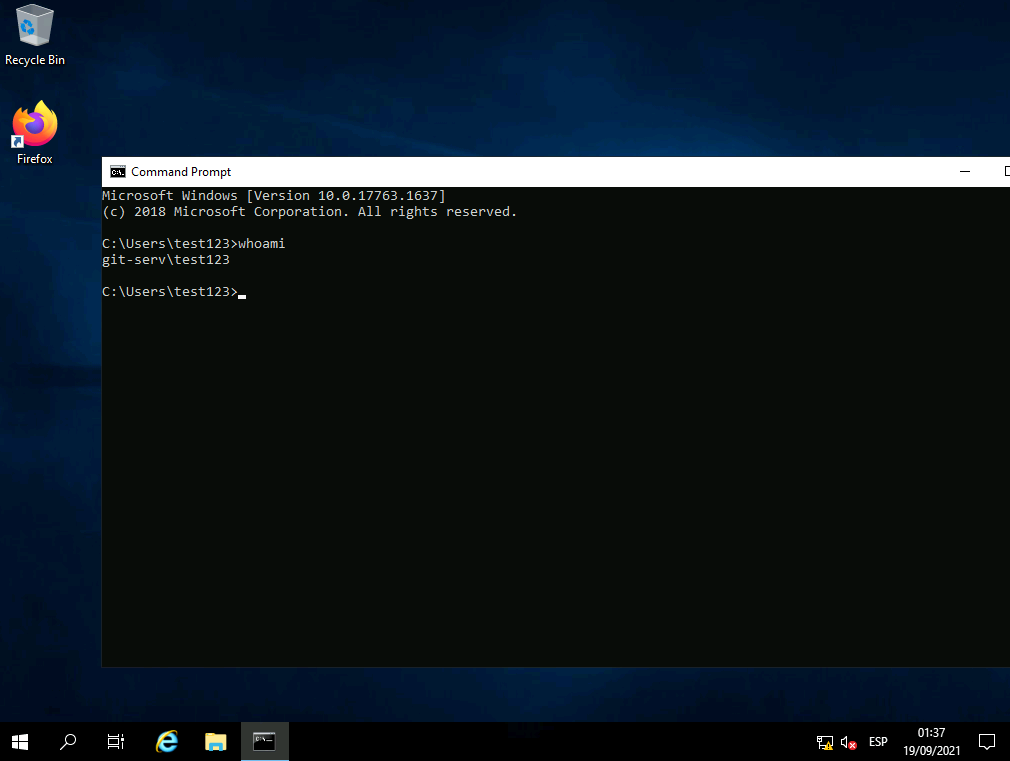 Recycle Bin
Firefox
Command Prompt
Microsoft Windows [Version 10.0.17763.1637]
(c) 2018 Microsoft Corporation. All rights reserved.
C:\Users\test123>whoami
git-serv\test123
C:\Users\test123>
ESP
01:37
19/09/2021